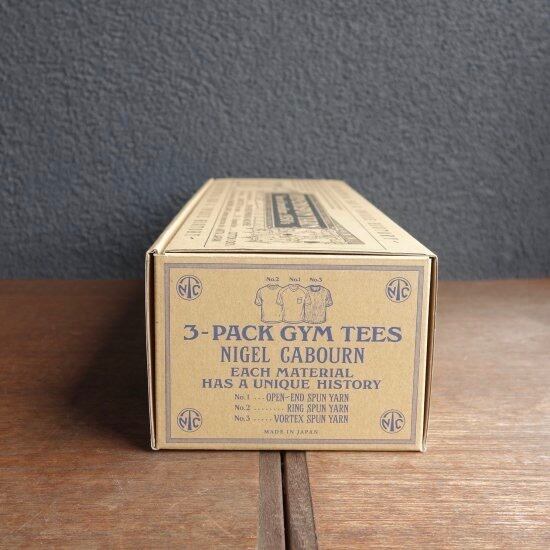 No.2 No.1 No.3
NC NC
3-PACK GYM TEES
NIGEL CABOURN
EACH MATERIAL
HAS A UNIQUE HISTORY
No.1 .... OPEN-END SPUN YARN
No.2 ........ RING SPUN YARN
No.3 ..... VORTEX SPUN YARN
NC NC
MADE IN JAPAN